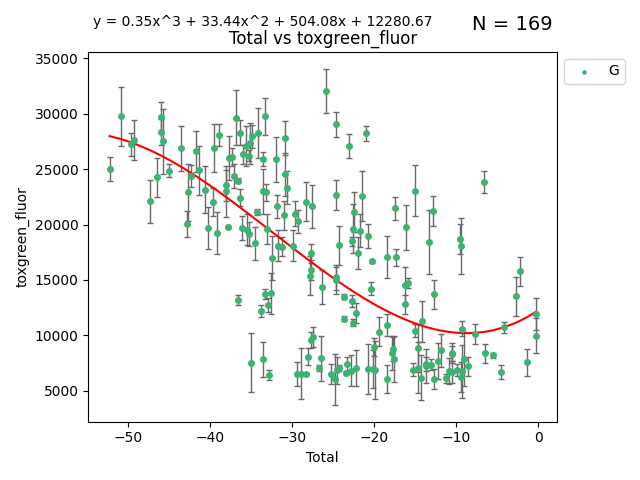 y = 0.35x^3 + 33.44x^2 + 504.08x + 12280.67
N = 169
Total vs toxgreen_fluor
G
toxgreen_fluor
35000
30000
25000
20000
15000
10000
5000
−50 −40 −30 −20 −10 0
Total